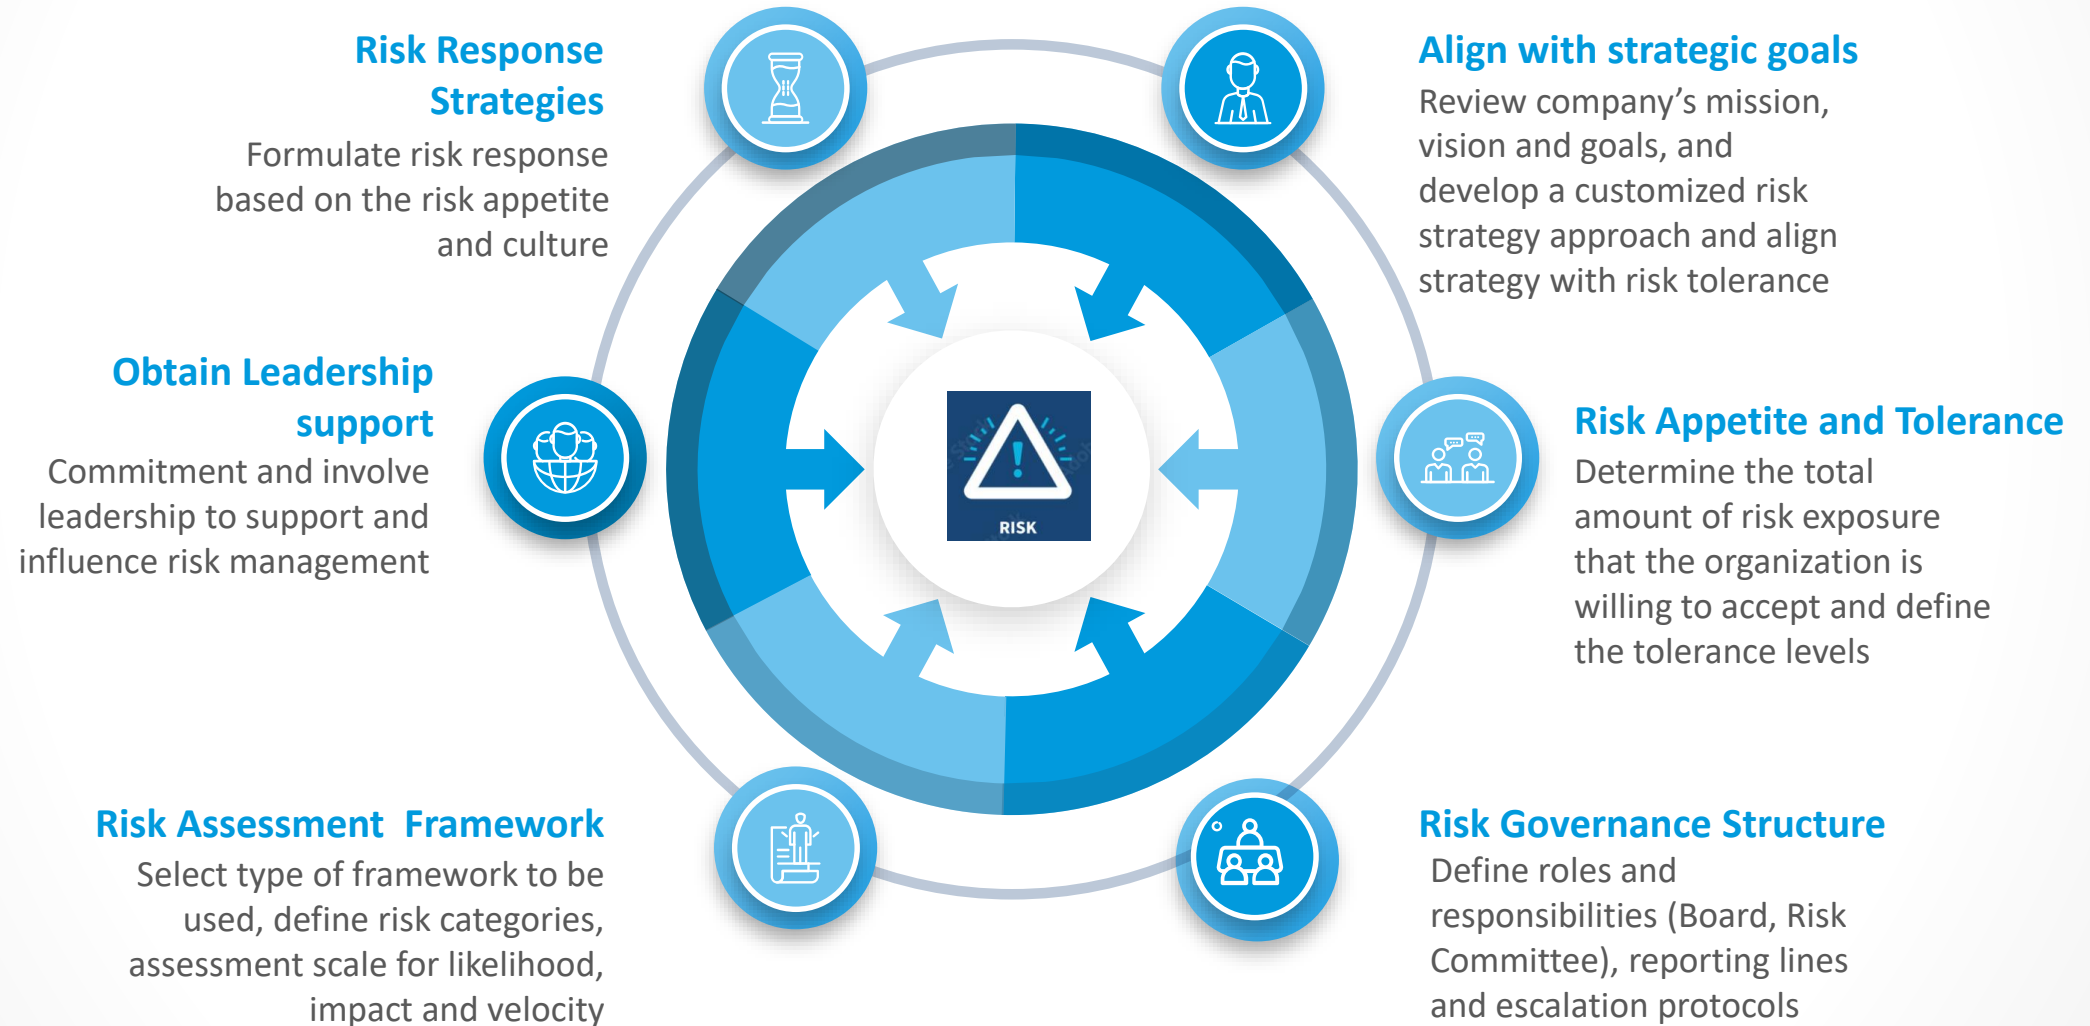 Risk Response
Strategies
Formulate risk response
based on the risk appetite
and culture
Align with strategic goals
Review company’s mission,
vision and goals, and
develop a customized risk
strategy approach and align
strategy with risk tolerance
Obtain Leadership
support
Commitment and involve
leadership to support and
influence risk management
RISK
Risk Appetite and Tolerance
Determine the total
amount of risk exposure
that the organization is
willing to accept and define
the tolerance levels
Risk Assessment Framework
Select type of framework to be
used, define risk categories,
assessment scale for likelihood,
impact and velocity
Risk Governance Structure
Define roles and
responsibilities (Board, Risk
Committee), reporting lines
and escalation protocols